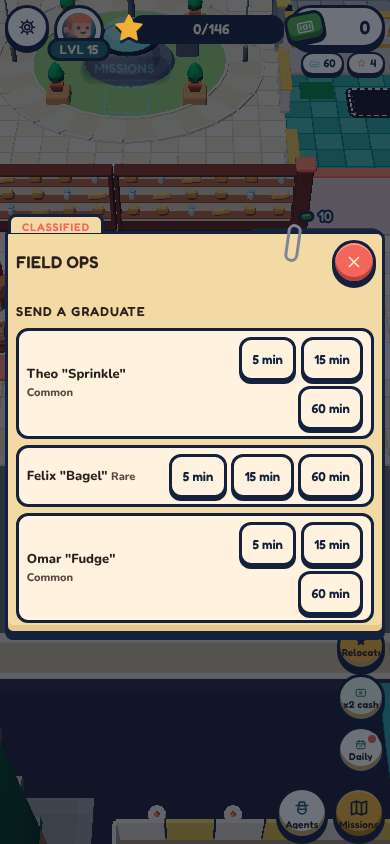 0/146
0
LVL 15
MISSIONS
60
4
10
CLASSIFIED
FIELD OPS
SEND A GRADUATE
Theo "Sprinkle"
Common
5 min
15 min
60 min
Felix "Bagel" Rare
5 min
15 min
60 min
Omar "Fudge"
Common
5 min
15 min
60 min
Relocate
x2 cash
Daily
Agents
Missions